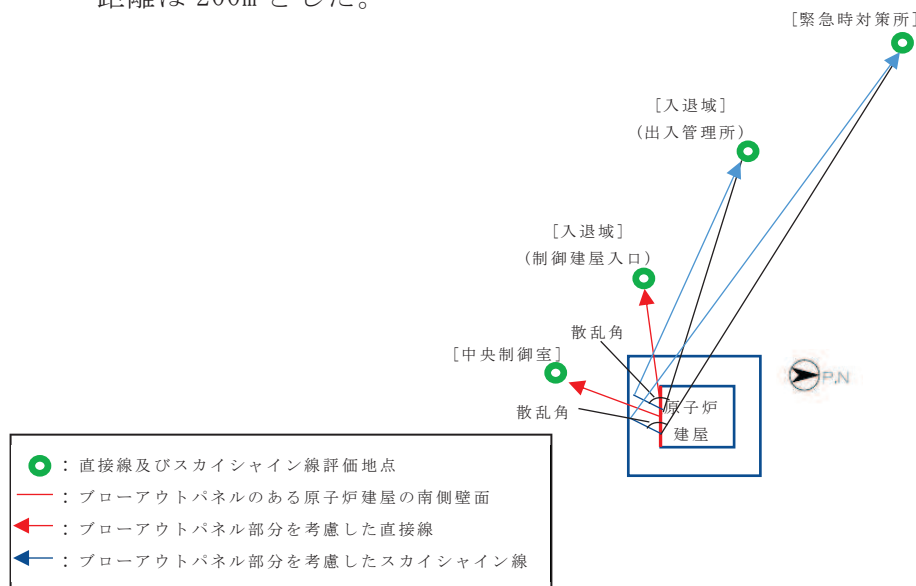 距離は 200m とした。
[緊急時対策所]
[入退域]
(出入管理所)
[入退域]
(制御建屋入口)
散乱角
[中央制御室]
散乱角
原子炉
建屋
P.N
：直接線及びスカイシャイン線評価地点
：ブローアウトパネルのある原子炉建屋の南側壁面
：ブローアウトパネル部分を考慮した直接線
：ブローアウトパネル部分を考慮したスカイシャイン線